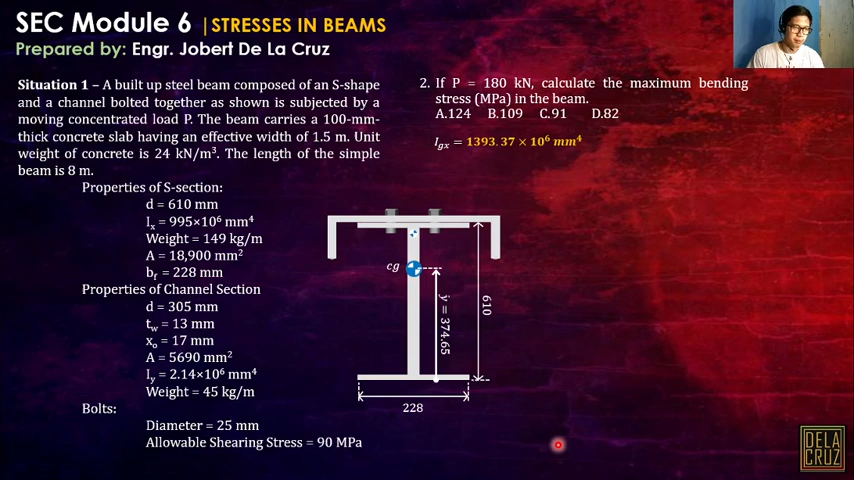 SEC Module 6 | STRESSES IN BEAMS
Prepared by: Engr. Jobert De La Cruz
Situation 1 – A built up steel beam composed of an S-shape
and a channel bolted together as shown is subjected by a
moving concentrated load P. The beam carries a 100-mm-
thick concrete slab having an effective width of 1.5 m. Unit
weight of concrete is 24 kN/m³. The length of the simple
beam is 8 m.
Properties of S-section:
d = 610 mm
Iₓ = 995×10⁶ mm⁴
Weight = 149 kg/m
A = 18,900 mm²
b_f = 228 mm
Properties of Channel Section
d = 305 mm
t_w = 13 mm
xₒ = 17 mm
A = 5690 mm²
I_y = 2.14×10⁶ mm⁴
Weight = 45 kg/m
Bolts:
Diameter = 25 mm
Allowable Shearing Stress = 90 MPa
2. If P = 180 kN, calculate the maximum bending
stress (MPa) in the beam.
A.124 B.109 C.91 D.82
I_gx = 1393.37 × 10⁶ mm⁴
cg
ȳ = 374.65
610
228
DELA
CRUZ